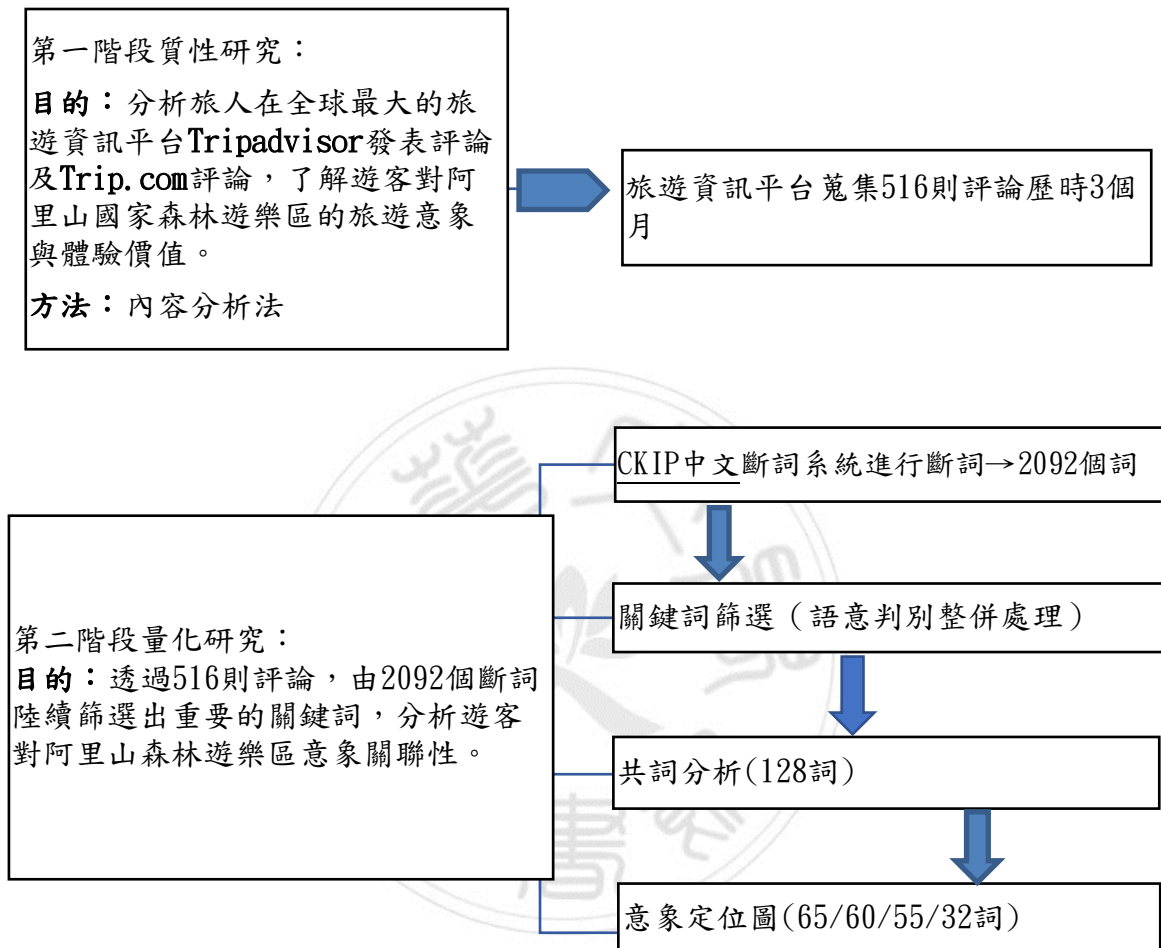 第一階段質性研究：
目的：分析旅人在全球最大的旅
遊資訊平台Tripadvisor發表評論
及Trip.com評論，了解遊客對阿
里山國家森林遊樂區的旅遊意象
與體驗價值。
方法：內容分析法
旅遊資訊平台蒐集516則評論歷時3個
月
CKIP中文斷詞系統進行斷詞→2092個詞
第二階段量化研究：
目的：透過516則評論，由2092個斷詞
陸續篩選出重要的關鍵詞，分析遊客
對阿里山森林遊樂區意象關聯性。
關鍵詞篩選（語意判別整併處理）
共詞分析(128詞)
意象定位圖(65/60/55/32詞)